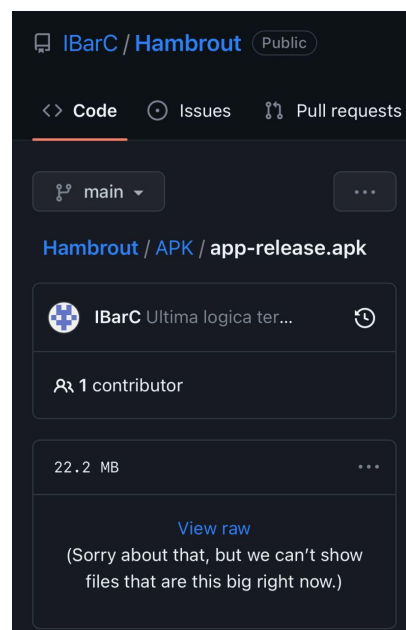 IBarC / Hambrout Public
Code Issues Pull requests
main
Hambrout / APK / app-release.apk
IBarC Ultima logica ter...
1 contributor
22.2 MB
View raw
(Sorry about that, but we can’t show
files that are this big right now.)